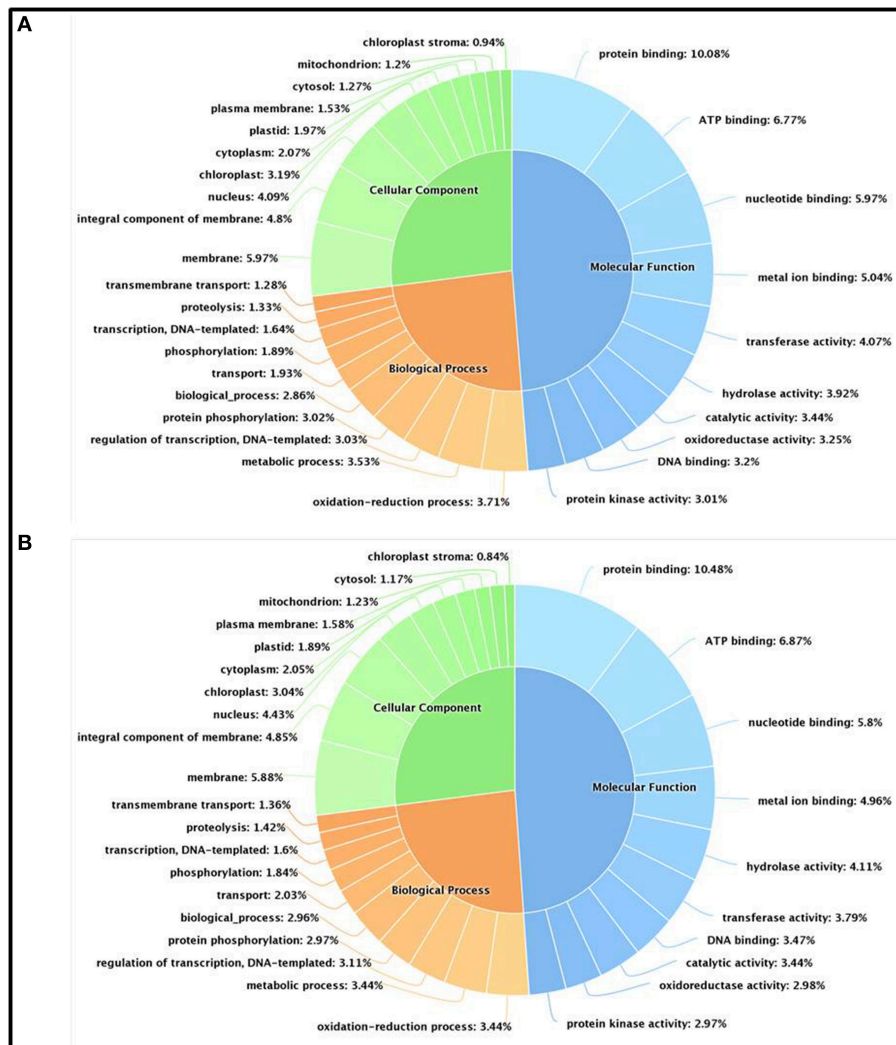 A
chloroplast stroma: 0.94%
mitochondrion: 1.2%
cytosol: 1.27%
plasma membrane: 1.53%
plastid: 1.97%
cytoplasm: 2.07%
chloroplast: 3.19%
nucleus: 4.09%
integral component of membrane: 4.8%
membrane: 5.97%
transmembrane transport: 1.28%
proteolysis: 1.33%
transcription, DNA-templated: 1.64%
phosphorylation: 1.89%
transport: 1.93%
biological_process: 2.86%
protein phosphorylation: 3.02%
regulation of transcription, DNA-templated: 3.03%
metabolic process: 3.53%
oxidation-reduction process: 3.71%
Cellular Component
Biological Process
Molecular Function
protein binding: 10.08%
ATP binding: 6.77%
nucleotide binding: 5.97%
metal ion binding: 5.04%
transferase activity: 4.07%
hydrolase activity: 3.92%
catalytic activity: 3.44%
oxidoreductase activity: 3.25%
DNA binding: 3.2%
protein kinase activity: 3.01%
B
chloroplast stroma: 0.84%
cytosol: 1.17%
mitochondrion: 1.23%
plasma membrane: 1.58%
plastid: 1.89%
cytoplasm: 2.05%
chloroplast: 3.04%
nucleus: 4.43%
integral component of membrane: 4.85%
membrane: 5.88%
transmembrane transport: 1.36%
proteolysis: 1.42%
transcription, DNA-templated: 1.6%
phosphorylation: 1.84%
transport: 2.03%
biological_process: 2.96%
protein phosphorylation: 2.97%
regulation of transcription, DNA-templated: 3.11%
metabolic process: 3.44%
oxidation-reduction process: 3.44%
Cellular Component
Biological Process
Molecular Function
protein binding: 10.48%
ATP binding: 6.87%
nucleotide binding: 5.8%
metal ion binding: 4.96%
hydrolase activity: 4.11%
transferase activity: 3.79%
DNA binding: 3.47%
catalytic activity: 3.44%
oxidoreductase activity: 2.98%
protein kinase activity: 2.97%